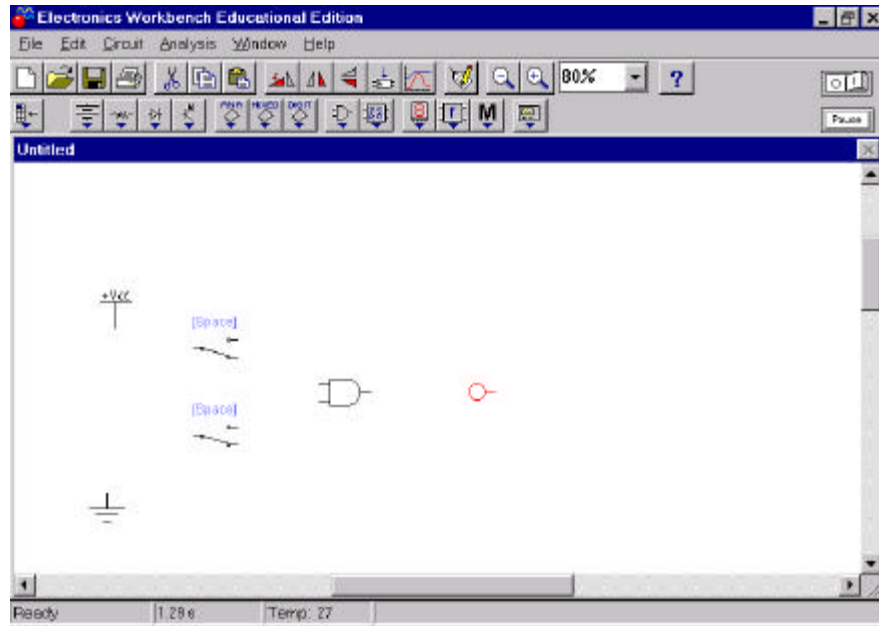 Electronics Workbench Educational Edition
File Edit Circuit Analysis Window Help
80% ?
Pause
Untitled
+Vcc
[Space]
[Space]
Ready 1.28 s Temp: 27